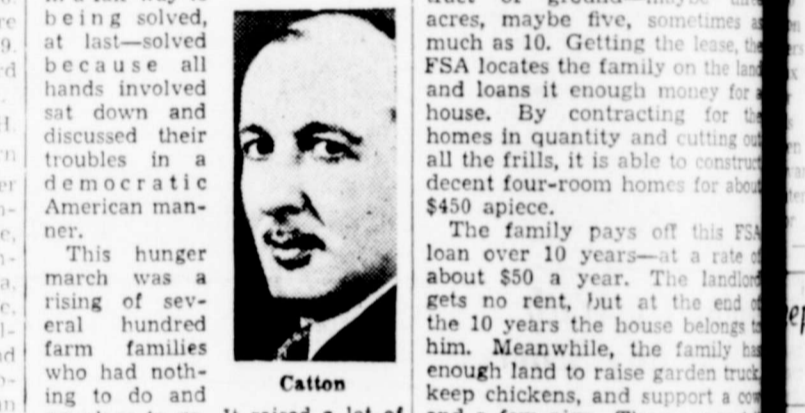 being solved,
at last—solved
because all
hands involved
sat down and
discussed their
troubles in a
democratic
American man-
ner.
This hunger
march was a
rising of sev-
eral hundred
farm families
who had noth-
ing to do and
Catton
acres, maybe five, sometimes as
much as 10. Getting the lease, the
FSA locates the family on the land
and loans it enough money for a
house. By contracting for the
homes in quantity and cutting out
all the frills, it is able to construct
decent four-room homes for about
$450 apiece.
The family pays off this FSA
loan over 10 years—at a rate of
about $50 a year. The landlord
gets no rent, but at the end of
the 10 years the house belongs to
him. Meanwhile, the family has
enough land to raise garden truck,
keep chickens, and support a cow